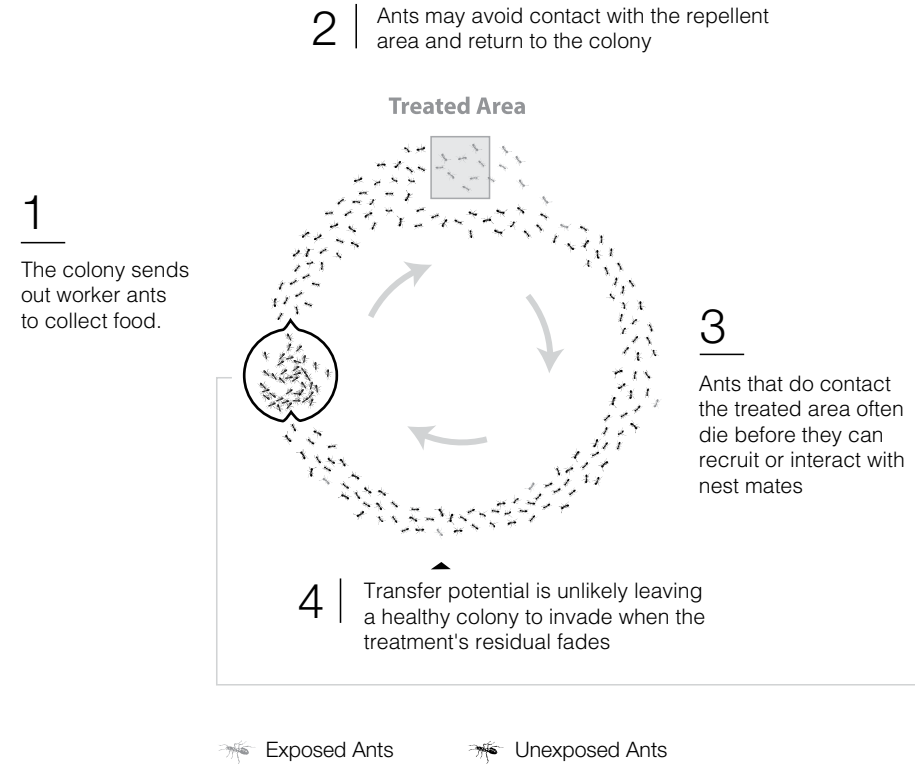 2
Ants may avoid contact with the repellent
area and return to the colony
Treated Area
1
The colony sends
out worker ants
to collect food.
3
Ants that do contact
the treated area often
die before they can
recruit or interact with
nest mates
4
Transfer potential is unlikely leaving
a healthy colony to invade when the
treatment's residual fades
Exposed Ants
Unexposed Ants